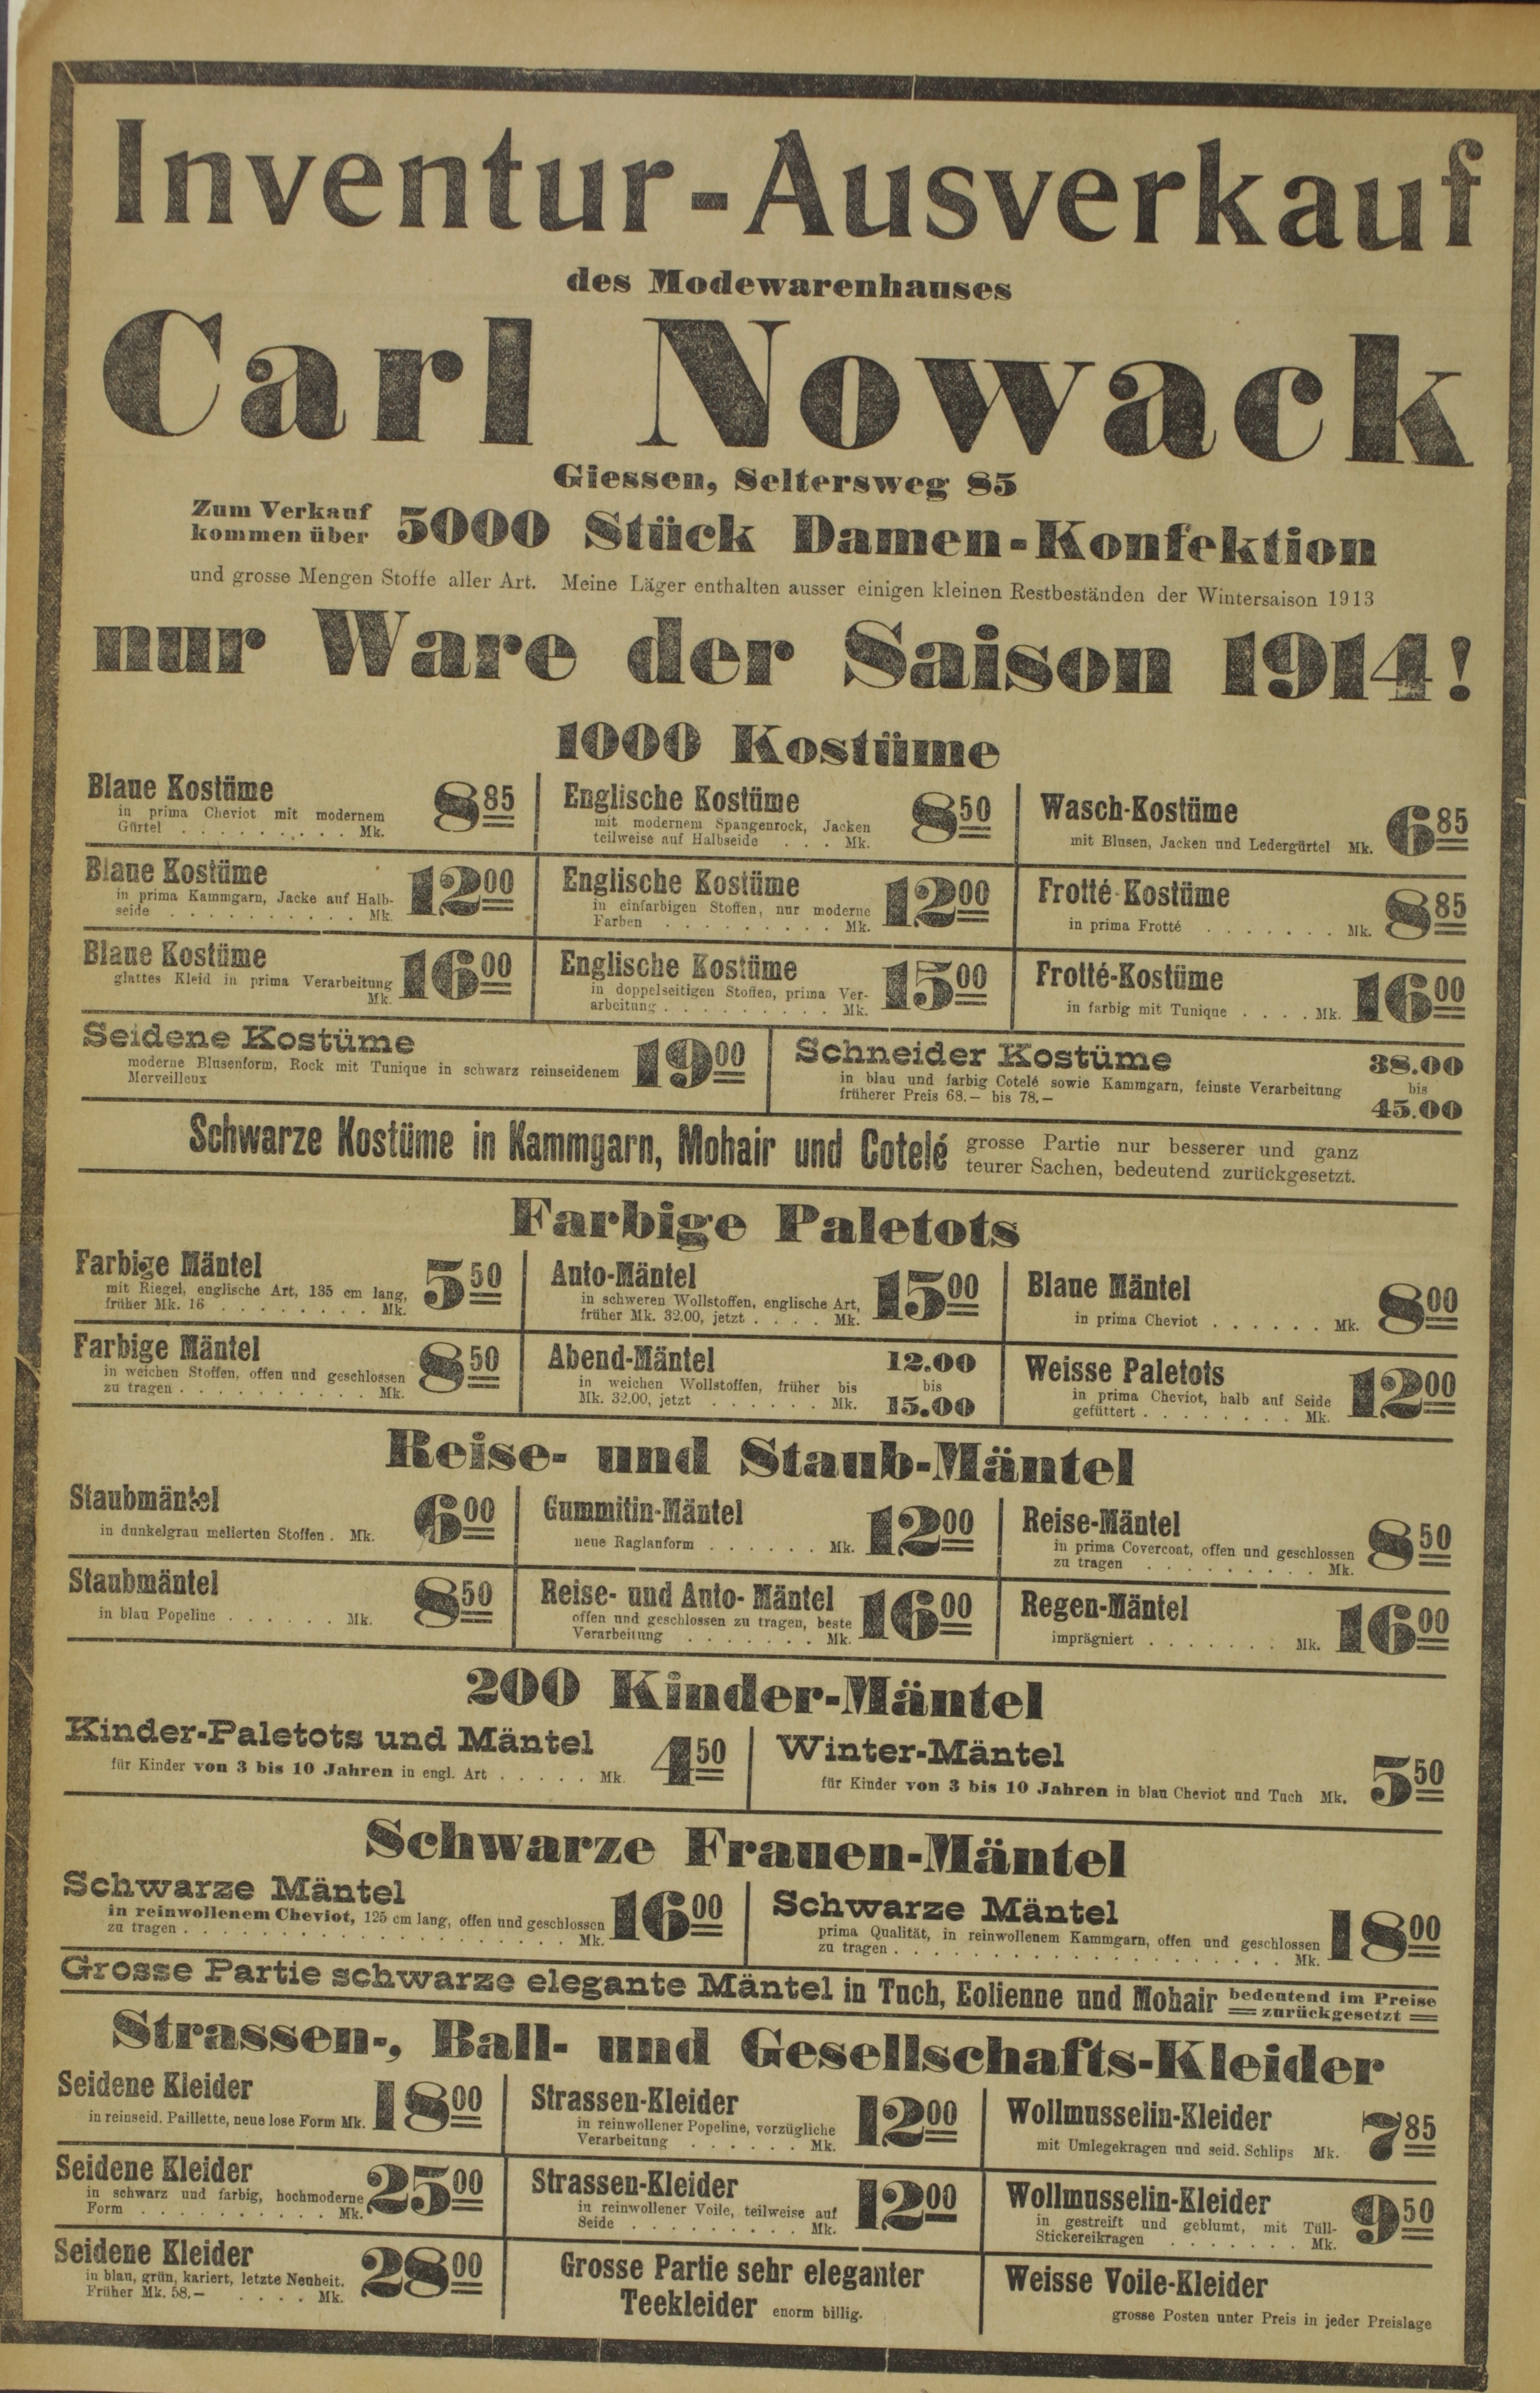 Inventur-Ausverkauf
des Modewarenhauses
Carl Nowack
Giessen, Seltersweg 85
Zum Verkauf
kommen über 5000 Stück Damen-Konfektion
und grosse Mengen Stoffe aller Art. Meine Läger enthalten ausser einigen kleinen Restbeständen der Wintersaison 1913
nur Ware der Saison 1914!
1000 Kostüme
Blaue Kostüme
in prima Cheviot mit modernem
Gürtel . . . . . . . . . . Mk. 8 85
Englische Kostüme
mit modernem Spangenrock, Jacken
teilweise auf Halbseide . . . Mk. 8 50
Wasch-Kostüme
mit Blusen, Jacken und Ledergürtel Mk. 6 85
Blaue Kostüme
in prima Kammgarn, Jacke auf Halb-
seide . . . . . . . . . . Mk. 12 00
Englische Kostüme
in einfarbigen Stoffen, nur moderne
Farben . . . . . . . . . Mk. 12 00
Frotté-Kostüme
in prima Frotté . . . . . . . Mk. 8 85
Blaue Kostüme
glattes Kleid in prima Verarbeitung
Mk. 16 00
Englische Kostüme
in doppelseitigen Stoffen, prima Ver-
arbeitung . . . . . . . . . Mk. 15 00
Frotté-Kostüme
in farbig mit Tunique . . . . Mk. 16 00
Seidene Kostüme
moderne Blusenform, Rock mit Tunique in schwarz reinseidenem
Merveilleux 19 00
Schneider Kostüme
in blau und farbig Cotelé sowie Kammgarn, feinste Verarbeitung
früherer Preis 68.— bis 78.—
38.00
bis
45.00
Schwarze Kostüme in Kammgarn, Mohair und Cotelé grosse Partie nur besserer und ganz
teurer Sachen, bedeutend zurückgesetzt.
Farbige Paletots
Farbige Mäntel
mit Riegel, englische Art, 135 cm lang,
früher Mk. 16 . . . . . . . . Mk. 5 50
Auto-Mäntel
in schweren Wollstoffen, englische Art,
früher Mk. 32.00, jetzt . . . . Mk. 15 00
Blaue Mäntel
in prima Cheviot . . . . . . Mk. 8 00
Farbige Mäntel
in weichen Stoffen, offen und geschlossen
zu tragen . . . . . . . . . . Mk. 8 50
Abend-Mäntel
in weichen Wollstoffen, früher bis
Mk. 32.00, jetzt . . . . . . Mk.
12.00
bis
15.00
Weisse Paletots
in prima Cheviot, halb auf Seide
gefüttert . . . . . . . . Mk. 12 00
Reise- und Staub-Mäntel
Staubmäntel
in dunkelgrau melierten Stoffen . Mk. 6 00
Gummitin-Mäntel
neue Raglanform . . . . . . Mk. 12 00
Reise-Mäntel
in prima Covercoat, offen und geschlossen
zu tragen . . . . . . . . . Mk. 8 50
Staubmäntel
in blau Popeline . . . . . . Mk. 8 50
Reise- und Auto-Mäntel
offen und geschlossen zu tragen, beste
Verarbeitung . . . . . . . Mk. 16 00
Regen-Mäntel
imprägniert . . . . . . . Mk. 16 00
200 Kinder-Mäntel
Kinder-Paletots und Mäntel
für Kinder von 3 bis 10 Jahren in engl. Art . . . . . Mk. 4 50
Winter-Mäntel
für Kinder von 3 bis 10 Jahren in blau Cheviot und Tuch Mk. 5 50
Schwarze Frauen-Mäntel
Schwarze Mäntel
in reinwollenem Cheviot, 125 cm lang, offen und geschlossen
zu tragen . . . . . . . . . . . . . . . . . . . Mk. 16 00
Schwarze Mäntel
prima Qualität, in reinwollenem Kammgarn, offen und geschlossen
zu tragen . . . . . . . . . . . . . . . . . . Mk. 18 00
Grosse Partie schwarze elegante Mäntel in Tuch, Eolienne und Mohair bedeutend im Preise
zurückgesetzt
Strassen-, Ball- und Gesellschafts-Kleider
Seidene Kleider
in reinseid. Paillette, neue lose Form Mk. 18 00
Strassen-Kleider
in reinwollener Popeline, vorzügliche
Verarbeitung . . . . . . Mk. 12 00
Wollmusselin-Kleider
mit Umlegekragen und seid. Schlips Mk. 7 85
Seidene Kleider
in schwarz und farbig, hochmoderne
Form . . . . . . . . . . Mk. 25 00
Strassen-Kleider
in reinwollener Voile, teilweise auf
Seide . . . . . . . . . Mk. 12 00
Wollmusselin-Kleider
in gestreift und geblumt, mit Tüll-
Stickereikragen . . . . . . . Mk. 9 50
Seidene Kleider
in blau, grün, kariert, letzte Neuheit.
Früher Mk. 58.— . . . . Mk. 28 00
Grosse Partie sehr eleganter
Teekleider enorm billig.
Weisse Voile-Kleider
grosse Posten unter Preis in jeder Preislage